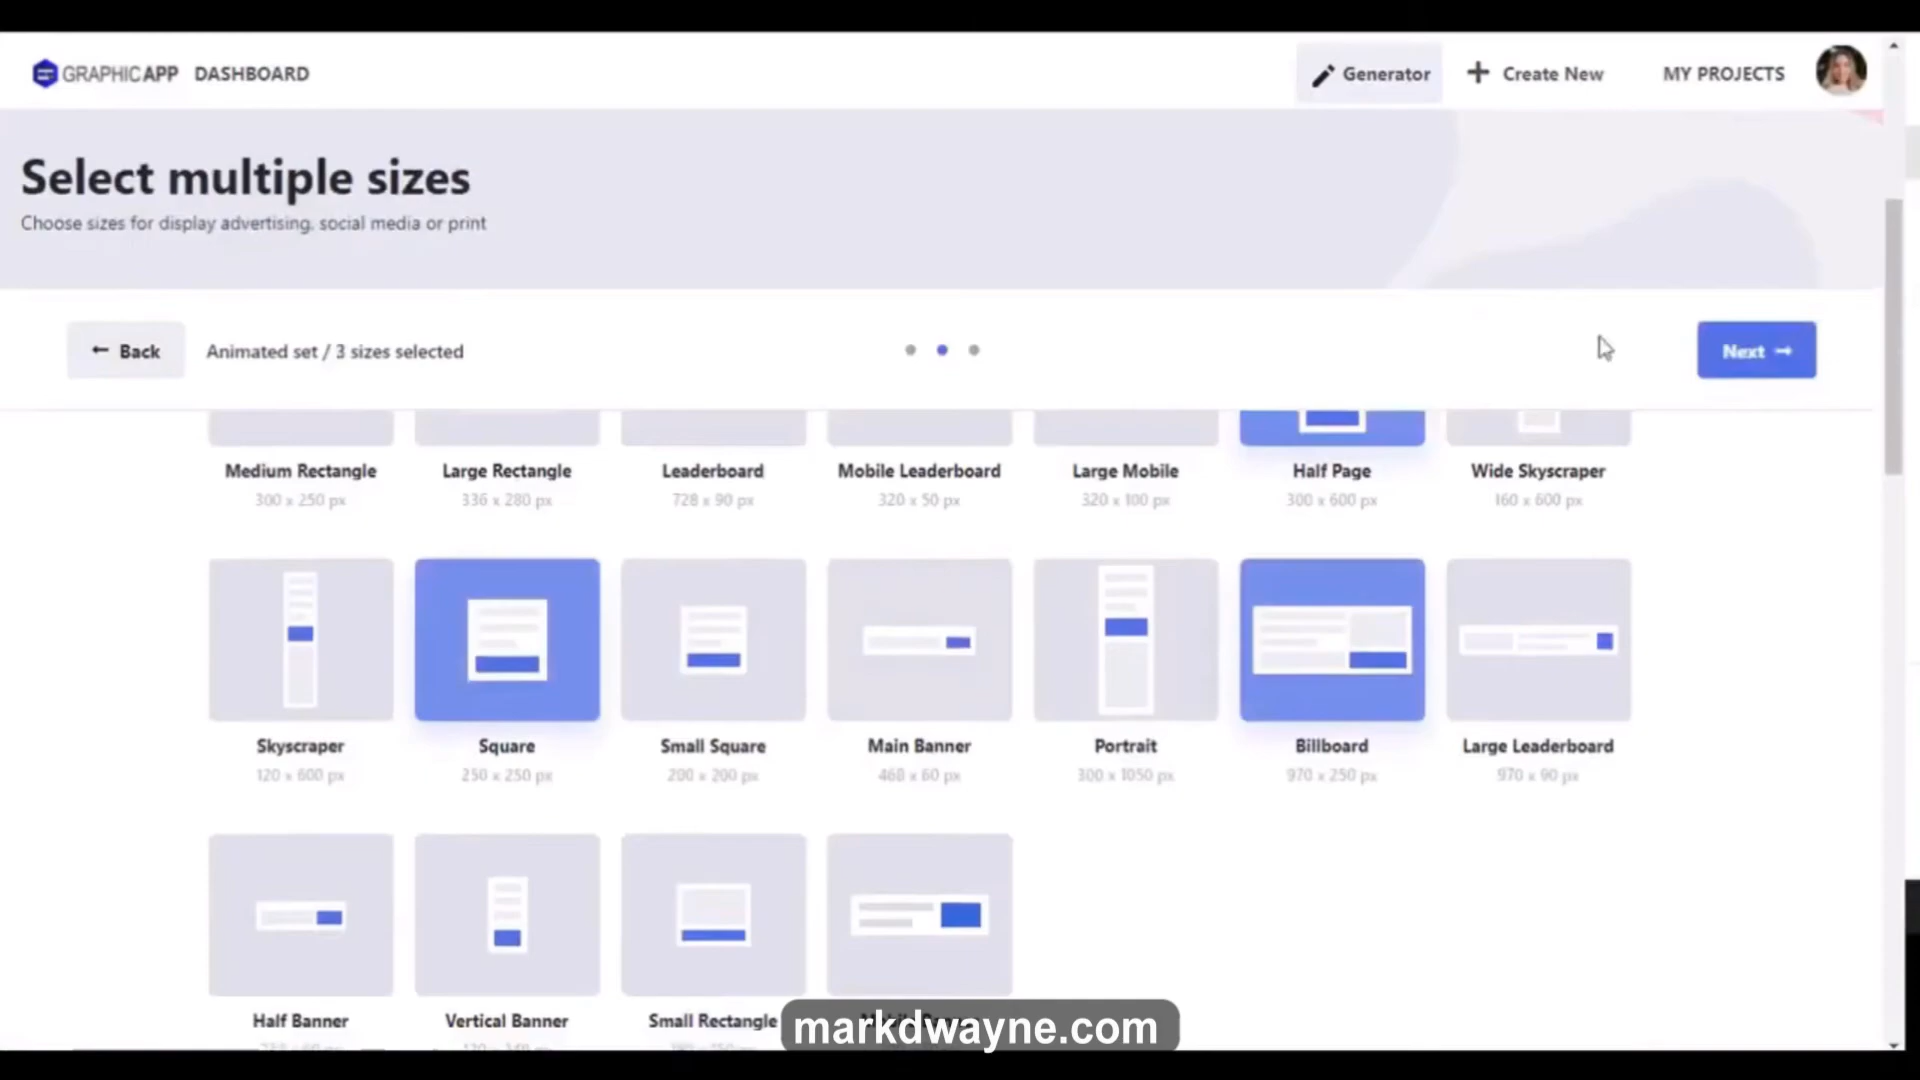 GRAPHICAPP DASHBOARD Generator Create New MY PROJECTS
Select multiple sizes
Choose sizes for display advertising, social media or print
Back Animated set / 3 sizes selected Next
Medium Rectangle Large Rectangle Leaderboard Mobile Leaderboard Large Mobile Half Page Wide Skyscraper
300 x 250 px 336 x 280 px 728 x 90 px 320 x 50 px 320 x 100 px 300 x 600 px 160 x 600 px
Skyscraper Square Small Square Main Banner Portrait Billboard Large Leaderboard
120 x 600 px 250 x 250 px 200 x 200 px 468 x 60 px 300 x 1050 px 970 x 250 px 970 x 90 px
Half Banner Vertical Banner Small Rectangle
markdwayne.com